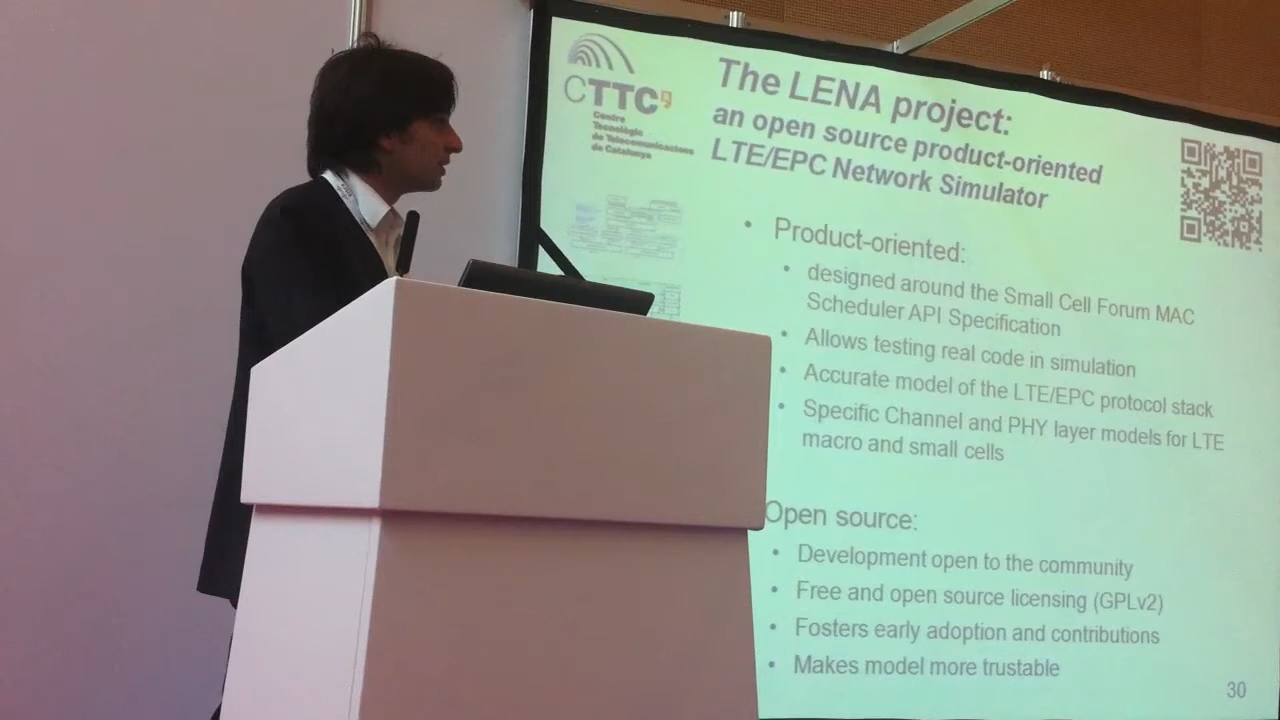 CTTC9
Centre
Tecnològic
de Telecomunicacions
de Catalunya
The LENA project:
an open source product-oriented
LTE/EPC Network Simulator
• Product-oriented:
• designed around the Small Cell Forum MAC
Scheduler API Specification
• Allows testing real code in simulation
• Accurate model of the LTE/EPC protocol stack
• Specific Channel and PHY layer models for LTE
macro and small cells
Open source:
• Development open to the community
• Free and open source licensing (GPLv2)
• Fosters early adoption and contributions
• Makes model more trustable
30